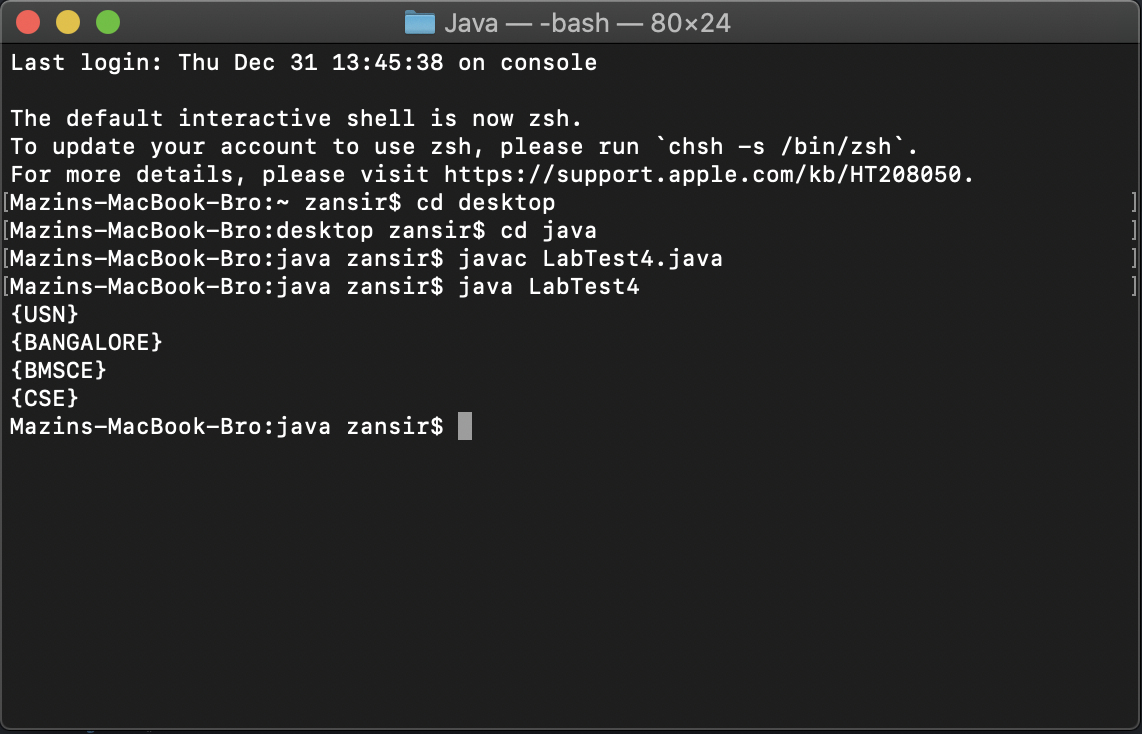 Java — -bash — 80×24
Last login: Thu Dec 31 13:45:38 on console
The default interactive shell is now zsh.
To update your account to use zsh, please run `chsh -s /bin/zsh`.
For more details, please visit https://support.apple.com/kb/HT208050.
[Mazins-MacBook-Bro:~ zansir$ cd desktop ]
[Mazins-MacBook-Bro:desktop zansir$ cd java ]
[Mazins-MacBook-Bro:java zansir$ javac LabTest4.java ]
[Mazins-MacBook-Bro:java zansir$ java LabTest4 ]
{USN}
{BANGALORE}
{BMSCE}
{CSE}
Mazins-MacBook-Bro:java zansir$